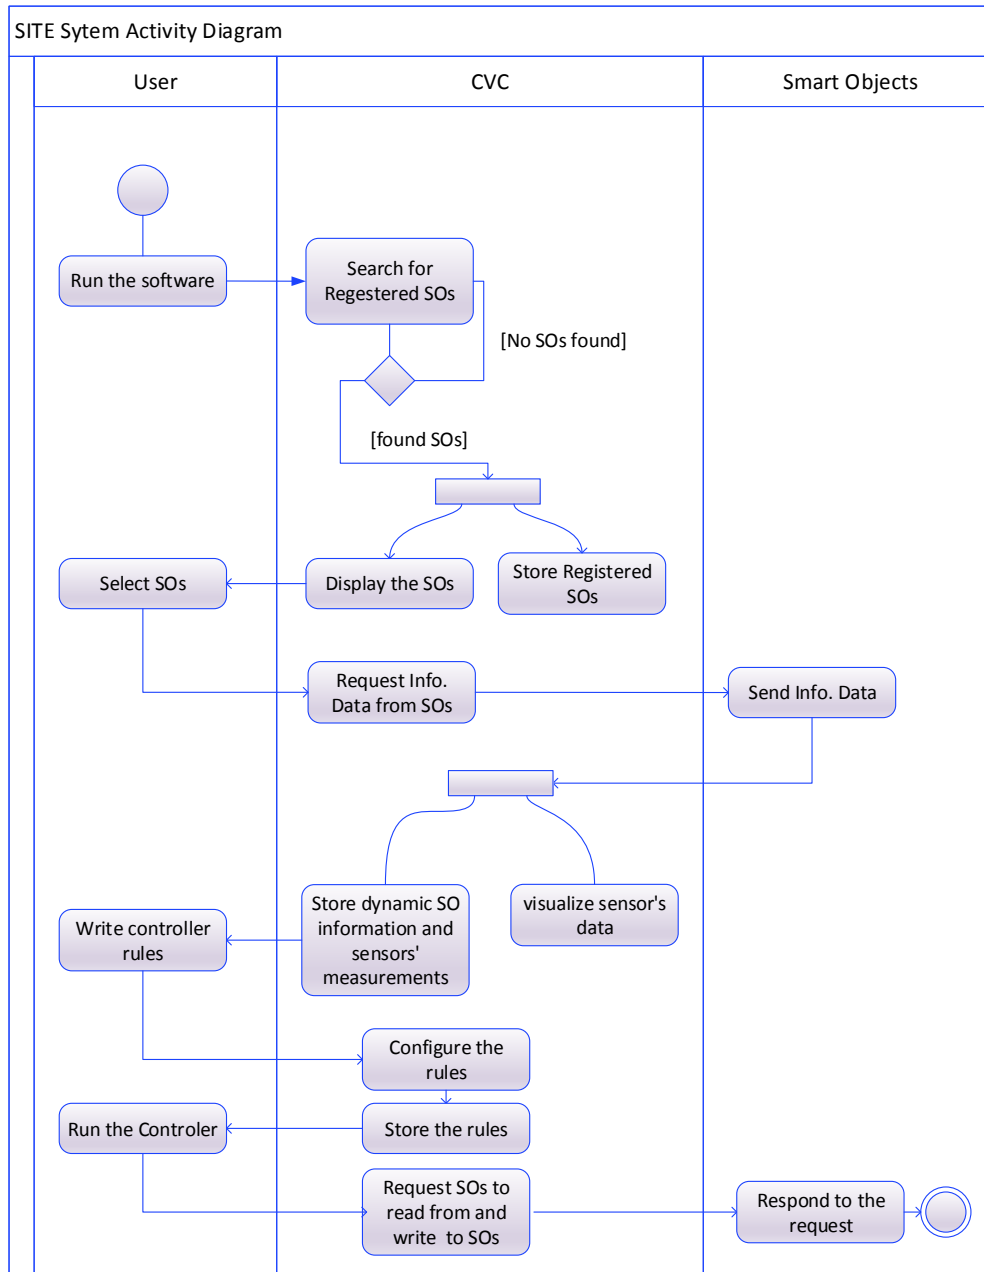 SITE Sytem Activity Diagram
User
CVC
Smart Objects
Run the software
Search for
Regestered SOs
[No SOs found]
[found SOs]
Select SOs
Display the SOs
Store Registered
SOs
Request Info.
Data from SOs
Send Info. Data
Store dynamic SO
information and
sensors'
measurements
visualize sensor's
data
Write controller
rules
Configure the
rules
Run the Controler
Store the rules
Request SOs to
read from and
write  to SOs
Respond to the
request